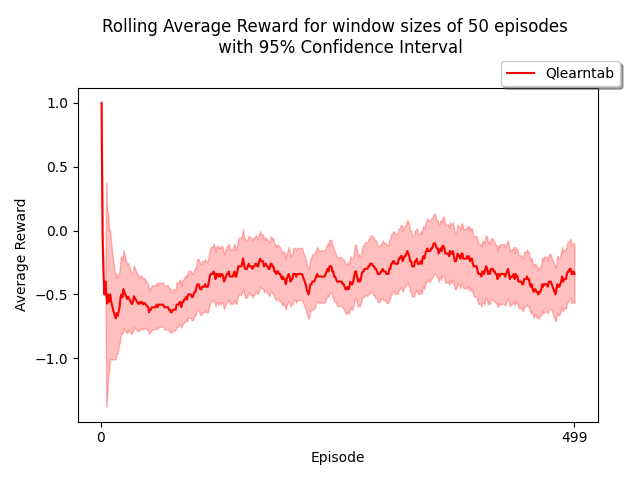 Rolling Average Reward for window sizes of 50 episodes
with 95% Confidence Interval
Qlearntab
1.0
0.5
0.0
−0.5
−1.0
Average Reward
0
499
Episode